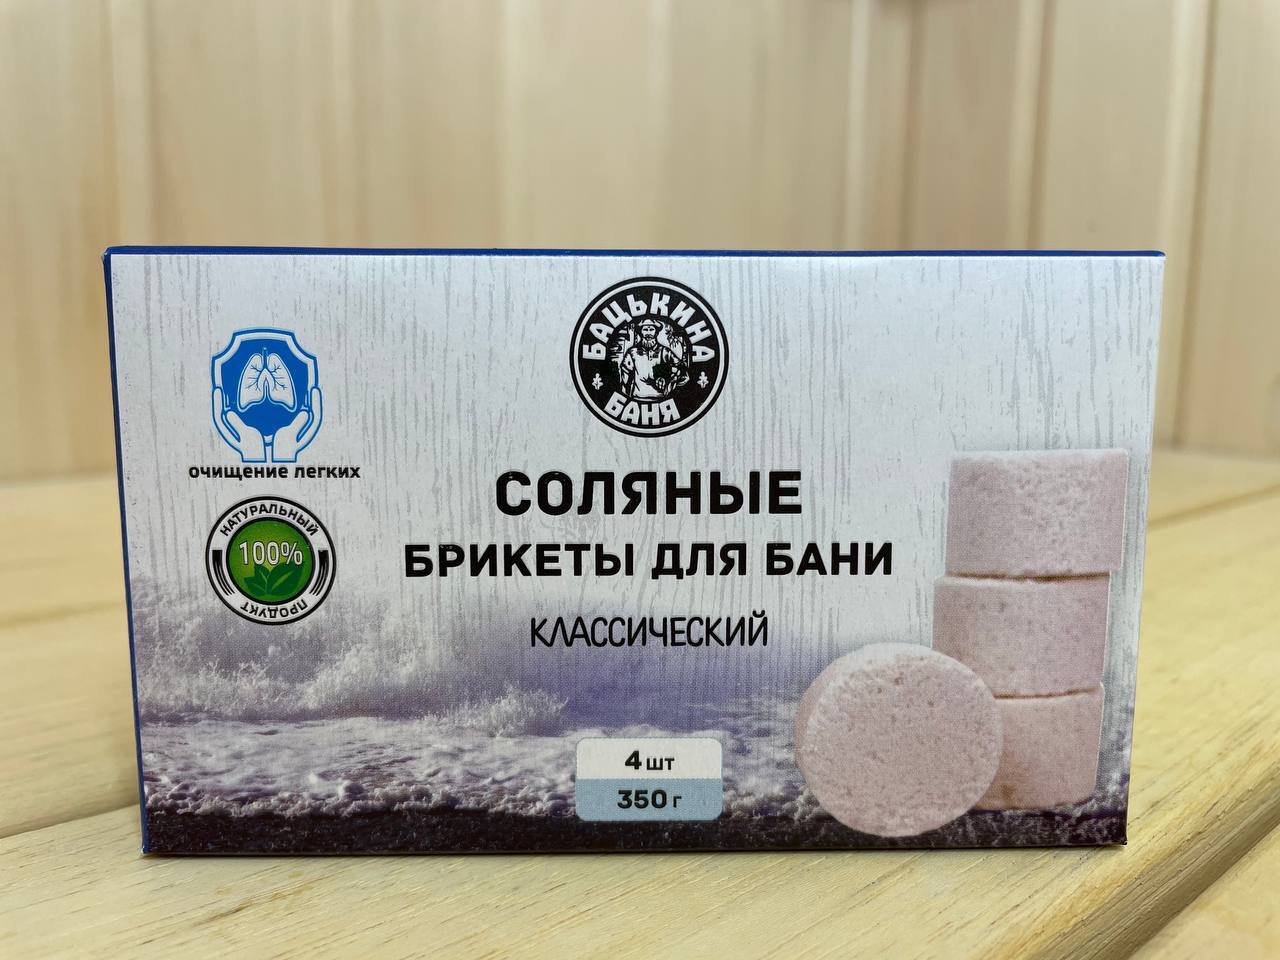 БАЦЬКИНА
БАНЯ
очищение легких
НАТУРАЛЬНЫЙ
100%
ПРОДУКТ
СОЛЯНЫЕ
БРИКЕТЫ ДЛЯ БАНИ
КЛАССИЧЕСКИЙ
4 шт
350 г